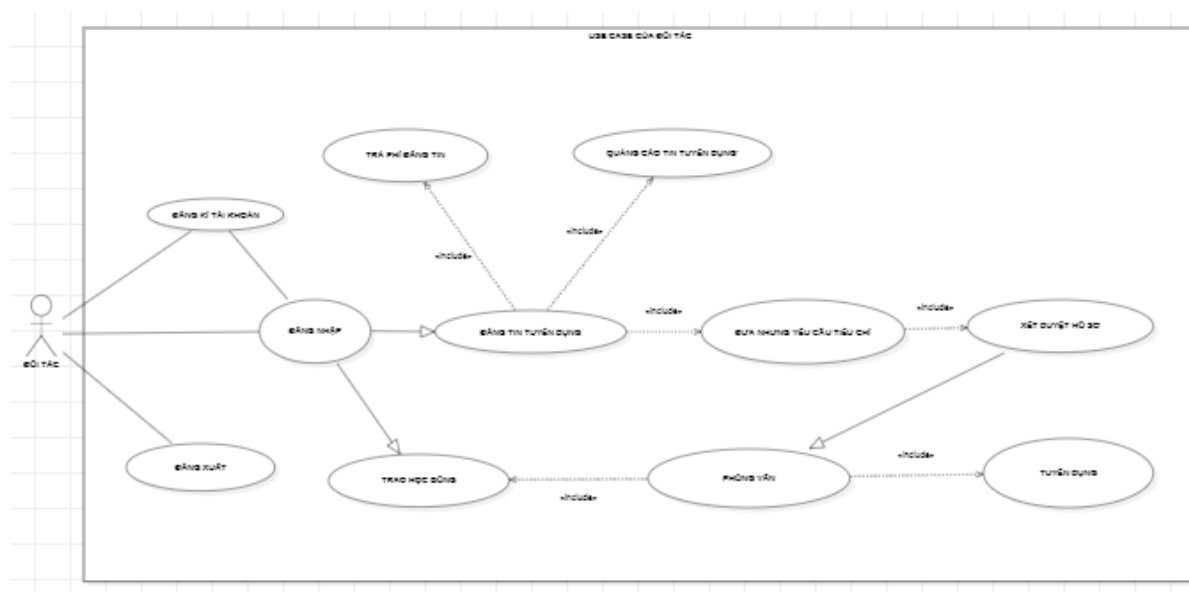 USE CASE CỦA ĐỐI TÁC
TRẢ PHÍ ĐĂNG TIN
QUẢNG CÁO TIN TUYỂN DỤNG
ĐĂNG KÍ TÀI KHOẢN
«include»
«include»
«include»
«include»
ĐĂNG NHẬP
ĐĂNG TIN TUYỂN DỤNG
ĐƯA NHUNG YÊU CẦU TIÊU CHÍ
XÉT DUYỆT HỒ SƠ
ĐỐI TÁC
«include»
ĐĂNG XUẤT
TRAO HỌC BỔNG
PHỎNG VẤN
TUYỂN DỤNG
«include»